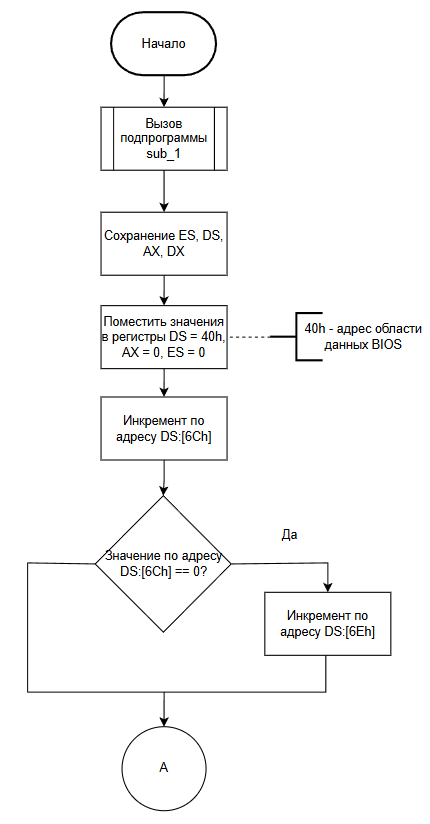 Начало
Вызов
подпрограммы
sub_1
Сохранение ES, DS,
AX, DX
Поместить значения
в регистры DS = 40h,
AX = 0, ES = 0
40h - адрес области
данных BIOS
Инкремент по
адресу DS:[6Ch]
Значение по адресу
DS:[6Ch] == 0?
Да
Инкремент по
адресу DS:[6Eh]
A